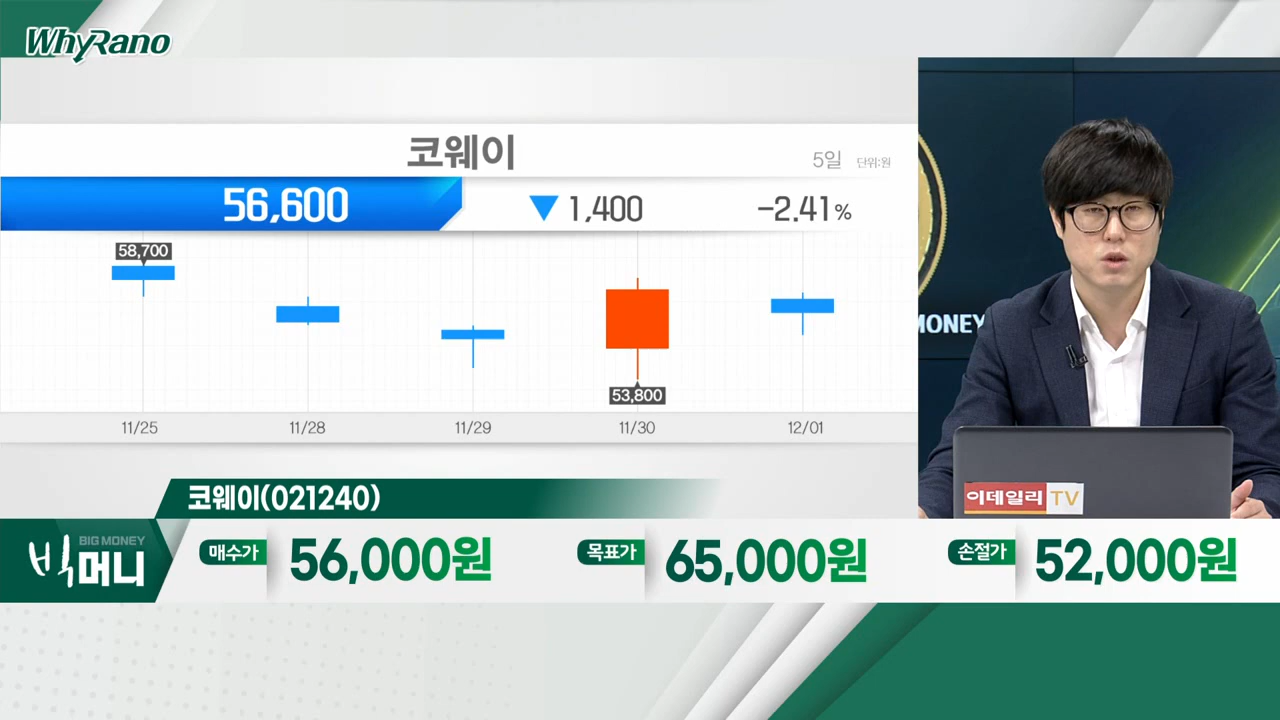 WhyRano
코웨이
5일 단위:원
56,600 ▼ 1,400 -2.41%
58,700
53,800
11/25 11/28 11/29 11/30 12/01
MONEY
이데일리 TV
코웨이(021240)
BIG MONEY
빅머니
매수가 56,000원 목표가 65,000원 손절가 52,000원